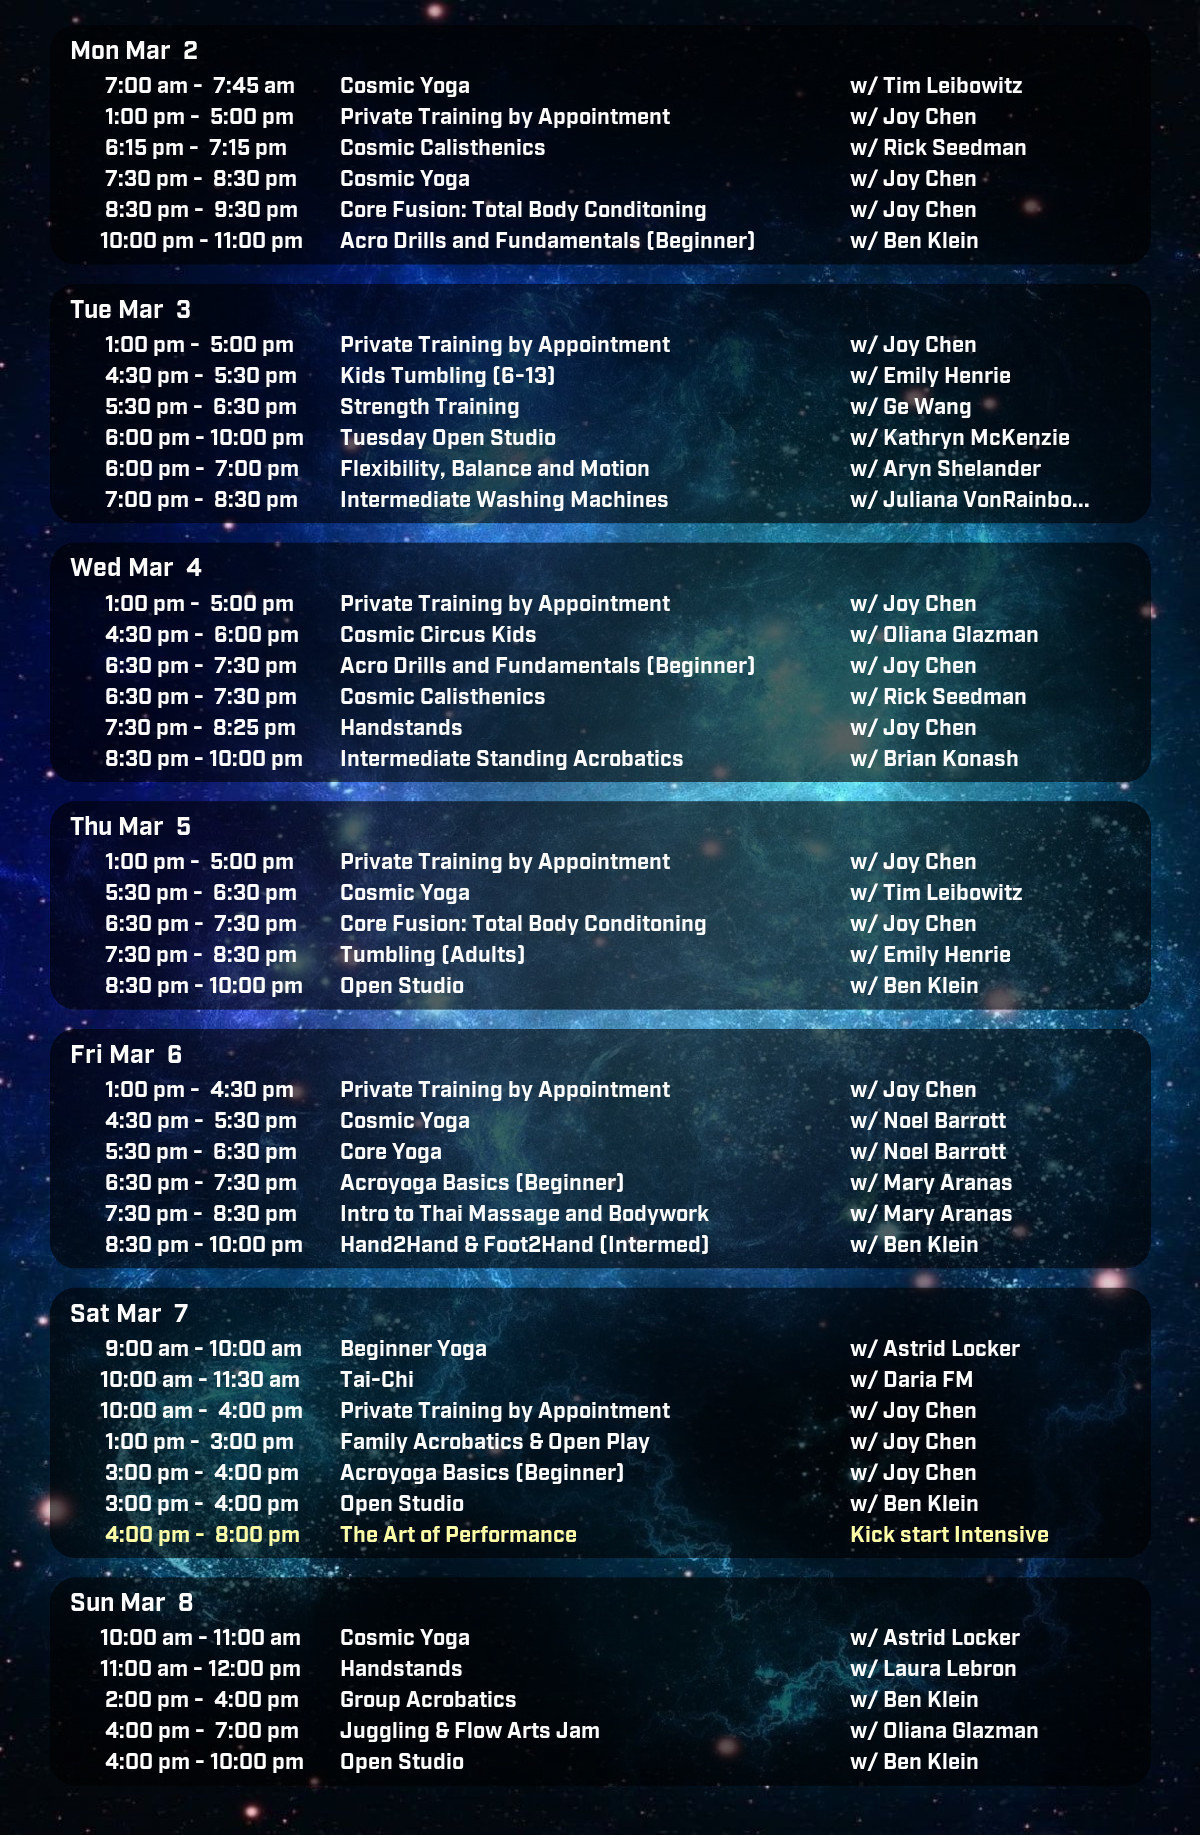 Mon Mar 2
7:00 am - 7:45 am Cosmic Yoga w/ Tim Leibowitz
1:00 pm - 5:00 pm Private Training by Appointment w/ Joy Chen
6:15 pm - 7:15 pm Cosmic Calisthenics w/ Rick Seedman
7:30 pm - 8:30 pm Cosmic Yoga w/ Joy Chen
8:30 pm - 9:30 pm Core Fusion: Total Body Conditoning w/ Joy Chen
10:00 pm - 11:00 pm Acro Drills and Fundamentals (Beginner) w/ Ben Klein
Tue Mar 3
1:00 pm - 5:00 pm Private Training by Appointment w/ Joy Chen
4:30 pm - 5:30 pm Kids Tumbling (6-13) w/ Emily Henrie
5:30 pm - 6:30 pm Strength Training w/ Ge Wang
6:00 pm - 10:00 pm Tuesday Open Studio w/ Kathryn McKenzie
6:00 pm - 7:00 pm Flexibility, Balance and Motion w/ Aryn Shelander
7:00 pm - 8:30 pm Intermediate Washing Machines w/ Juliana VonRainbo...
Wed Mar 4
1:00 pm - 5:00 pm Private Training by Appointment w/ Joy Chen
4:30 pm - 6:00 pm Cosmic Circus Kids w/ Oliana Glazman
6:30 pm - 7:30 pm Acro Drills and Fundamentals (Beginner) w/ Joy Chen
6:30 pm - 7:30 pm Cosmic Calisthenics w/ Rick Seedman
7:30 pm - 8:25 pm Handstands w/ Joy Chen
8:30 pm - 10:00 pm Intermediate Standing Acrobatics w/ Brian Konash
Thu Mar 5
1:00 pm - 5:00 pm Private Training by Appointment w/ Joy Chen
5:30 pm - 6:30 pm Cosmic Yoga w/ Tim Leibowitz
6:30 pm - 7:30 pm Core Fusion: Total Body Conditoning w/ Joy Chen
7:30 pm - 8:30 pm Tumbling (Adults) w/ Emily Henrie
8:30 pm - 10:00 pm Open Studio w/ Ben Klein
Fri Mar 6
1:00 pm - 4:30 pm Private Training by Appointment w/ Joy Chen
4:30 pm - 5:30 pm Cosmic Yoga w/ Noel Barrott
5:30 pm - 6:30 pm Core Yoga w/ Noel Barrott
6:30 pm - 7:30 pm Acroyoga Basics (Beginner) w/ Mary Aranas
7:30 pm - 8:30 pm Intro to Thai Massage and Bodywork w/ Mary Aranas
8:30 pm - 10:00 pm Hand2Hand & Foot2Hand (Intermed) w/ Ben Klein
Sat Mar 7
9:00 am - 10:00 am Beginner Yoga w/ Astrid Locker
10:00 am - 11:30 am Tai-Chi w/ Daria FM
10:00 am - 4:00 pm Private Training by Appointment w/ Joy Chen
1:00 pm - 3:00 pm Family Acrobatics & Open Play w/ Joy Chen
3:00 pm - 4:00 pm Acroyoga Basics (Beginner) w/ Joy Chen
3:00 pm - 4:00 pm Open Studio w/ Ben Klein
4:00 pm - 8:00 pm The Art of Performance Kick start Intensive
Sun Mar 8
10:00 am - 11:00 am Cosmic Yoga w/ Astrid Locker
11:00 am - 12:00 pm Handstands w/ Laura Lebron
2:00 pm - 4:00 pm Group Acrobatics w/ Ben Klein
4:00 pm - 7:00 pm Juggling & Flow Arts Jam w/ Oliana Glazman
4:00 pm - 10:00 pm Open Studio w/ Ben Klein